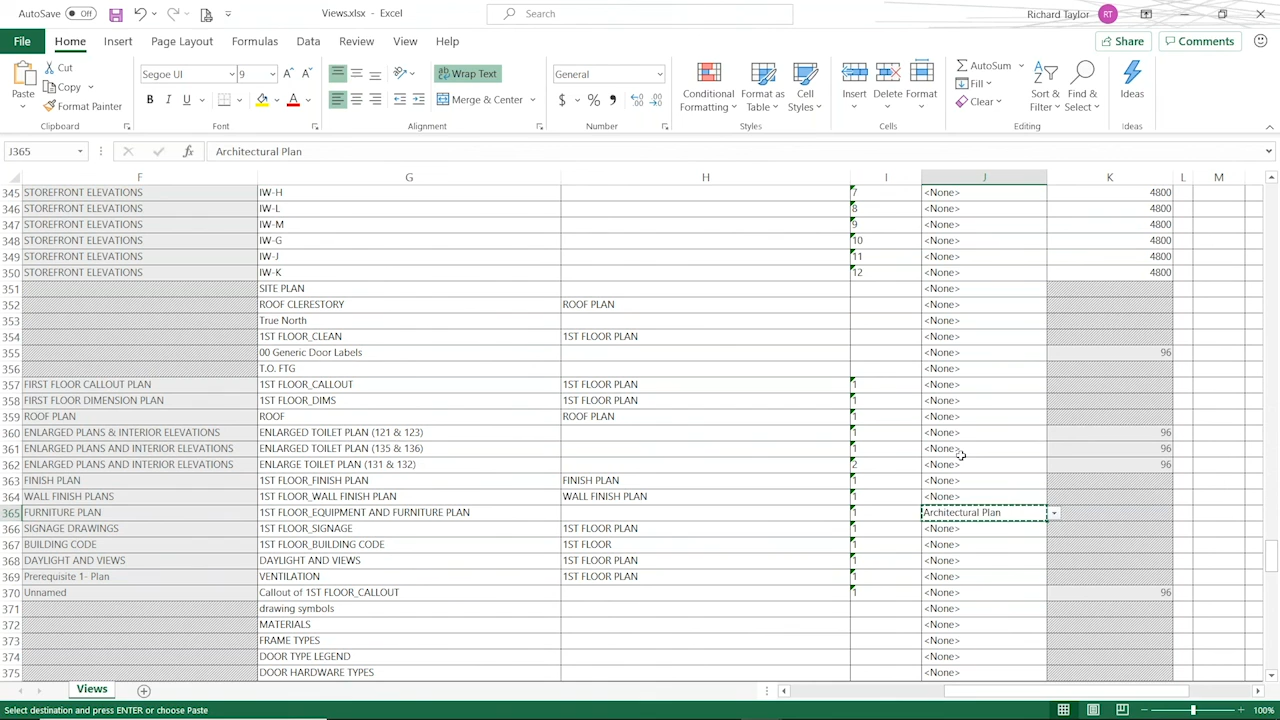 AutoSave Off Views.xlsx - Excel Search Richard Taylor RT
File Home Insert Page Layout Formulas Data Review View Help Share Comments
Paste Cut Copy Format Painter Clipboard
Segoe UI 9 B I U A Font
Wrap Text Merge & Center Alignment
General $ % Number
Conditional Formatting Format as Table Cell Styles Styles
Insert Delete Format Cells
AutoSum Fill Clear Sort & Filter Find & Select Editing
Ideas Ideas
J365 fx Architectural Plan
F G H I J K L M
345 STOREFRONT ELEVATIONS IW-H 7 <None> 4800
346 STOREFRONT ELEVATIONS IW-L 8 <None> 4800
347 STOREFRONT ELEVATIONS IW-M 9 <None> 4800
348 STOREFRONT ELEVATIONS IW-G 10 <None> 4800
349 STOREFRONT ELEVATIONS IW-J 11 <None> 4800
350 STOREFRONT ELEVATIONS IW-K 12 <None> 4800
351 SITE PLAN <None>
352 ROOF CLERESTORY ROOF PLAN <None>
353 True North <None>
354 1ST FLOOR_CLEAN 1ST FLOOR PLAN <None>
355 00 Generic Door Labels <None> 96
356 T.O. FTG <None>
357 FIRST FLOOR CALLOUT PLAN 1ST FLOOR_CALLOUT 1ST FLOOR PLAN 1 <None>
358 FIRST FLOOR DIMENSION PLAN 1ST FLOOR_DIMS 1ST FLOOR PLAN 1 <None>
359 ROOF PLAN ROOF ROOF PLAN 1 <None>
360 ENLARGED PLANS & INTERIOR ELEVATIONS ENLARGED TOILET PLAN (121 & 123) 1 <None> 96
361 ENLARGED PLANS AND INTERIOR ELEVATIONS ENLARGED TOILET PLAN (135 & 136) 1 <None> 96
362 ENLARGED PLANS AND INTERIOR ELEVATIONS ENLARGE TOILET PLAN (131 & 132) 2 <None> 96
363 FINISH PLAN 1ST FLOOR_FINISH PLAN FINISH PLAN 1 <None>
364 WALL FINISH PLANS 1ST FLOOR_WALL FINISH PLAN WALL FINISH PLAN 1 <None>
365 FURNITURE PLAN 1ST FLOOR_EQUIPMENT AND FURNITURE PLAN 1 Architectural Plan
366 SIGNAGE DRAWINGS 1ST FLOOR_SIGNAGE 1ST FLOOR PLAN 1 <None>
367 BUILDING CODE 1ST FLOOR_BUILDING CODE 1ST FLOOR 1 <None>
368 DAYLIGHT AND VIEWS DAYLIGHT AND VIEWS 1ST FLOOR PLAN 1 <None>
369 Prerequisite 1- Plan VENTILATION 1ST FLOOR PLAN 1 <None>
370 Unnamed Callout of 1ST FLOOR_CALLOUT 1 <None> 96
371 drawing symbols <None>
372 MATERIALS <None>
373 FRAME TYPES <None>
374 DOOR TYPE LEGEND <None>
375 DOOR HARDWARE TYPES <None>
Views
Select destination and press ENTER or choose Paste 100%